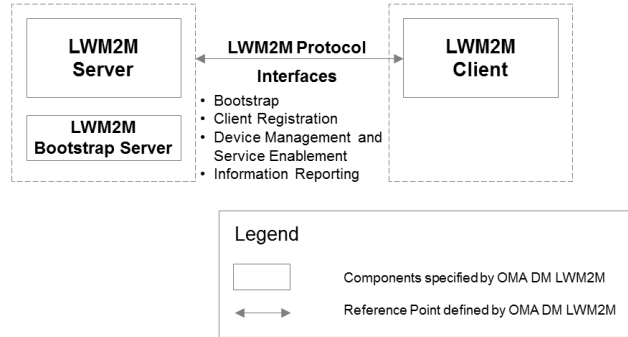 LWM2M
Server
LWM2M
Bootstrap Server
LWM2M Protocol
Interfaces
• Bootstrap
• Client Registration
• Device Management and
Service Enablement
• Information Reporting
LWM2M
Client
Legend
Components specified by OMA DM LWM2M
Reference Point defined by OMA DM LWM2M